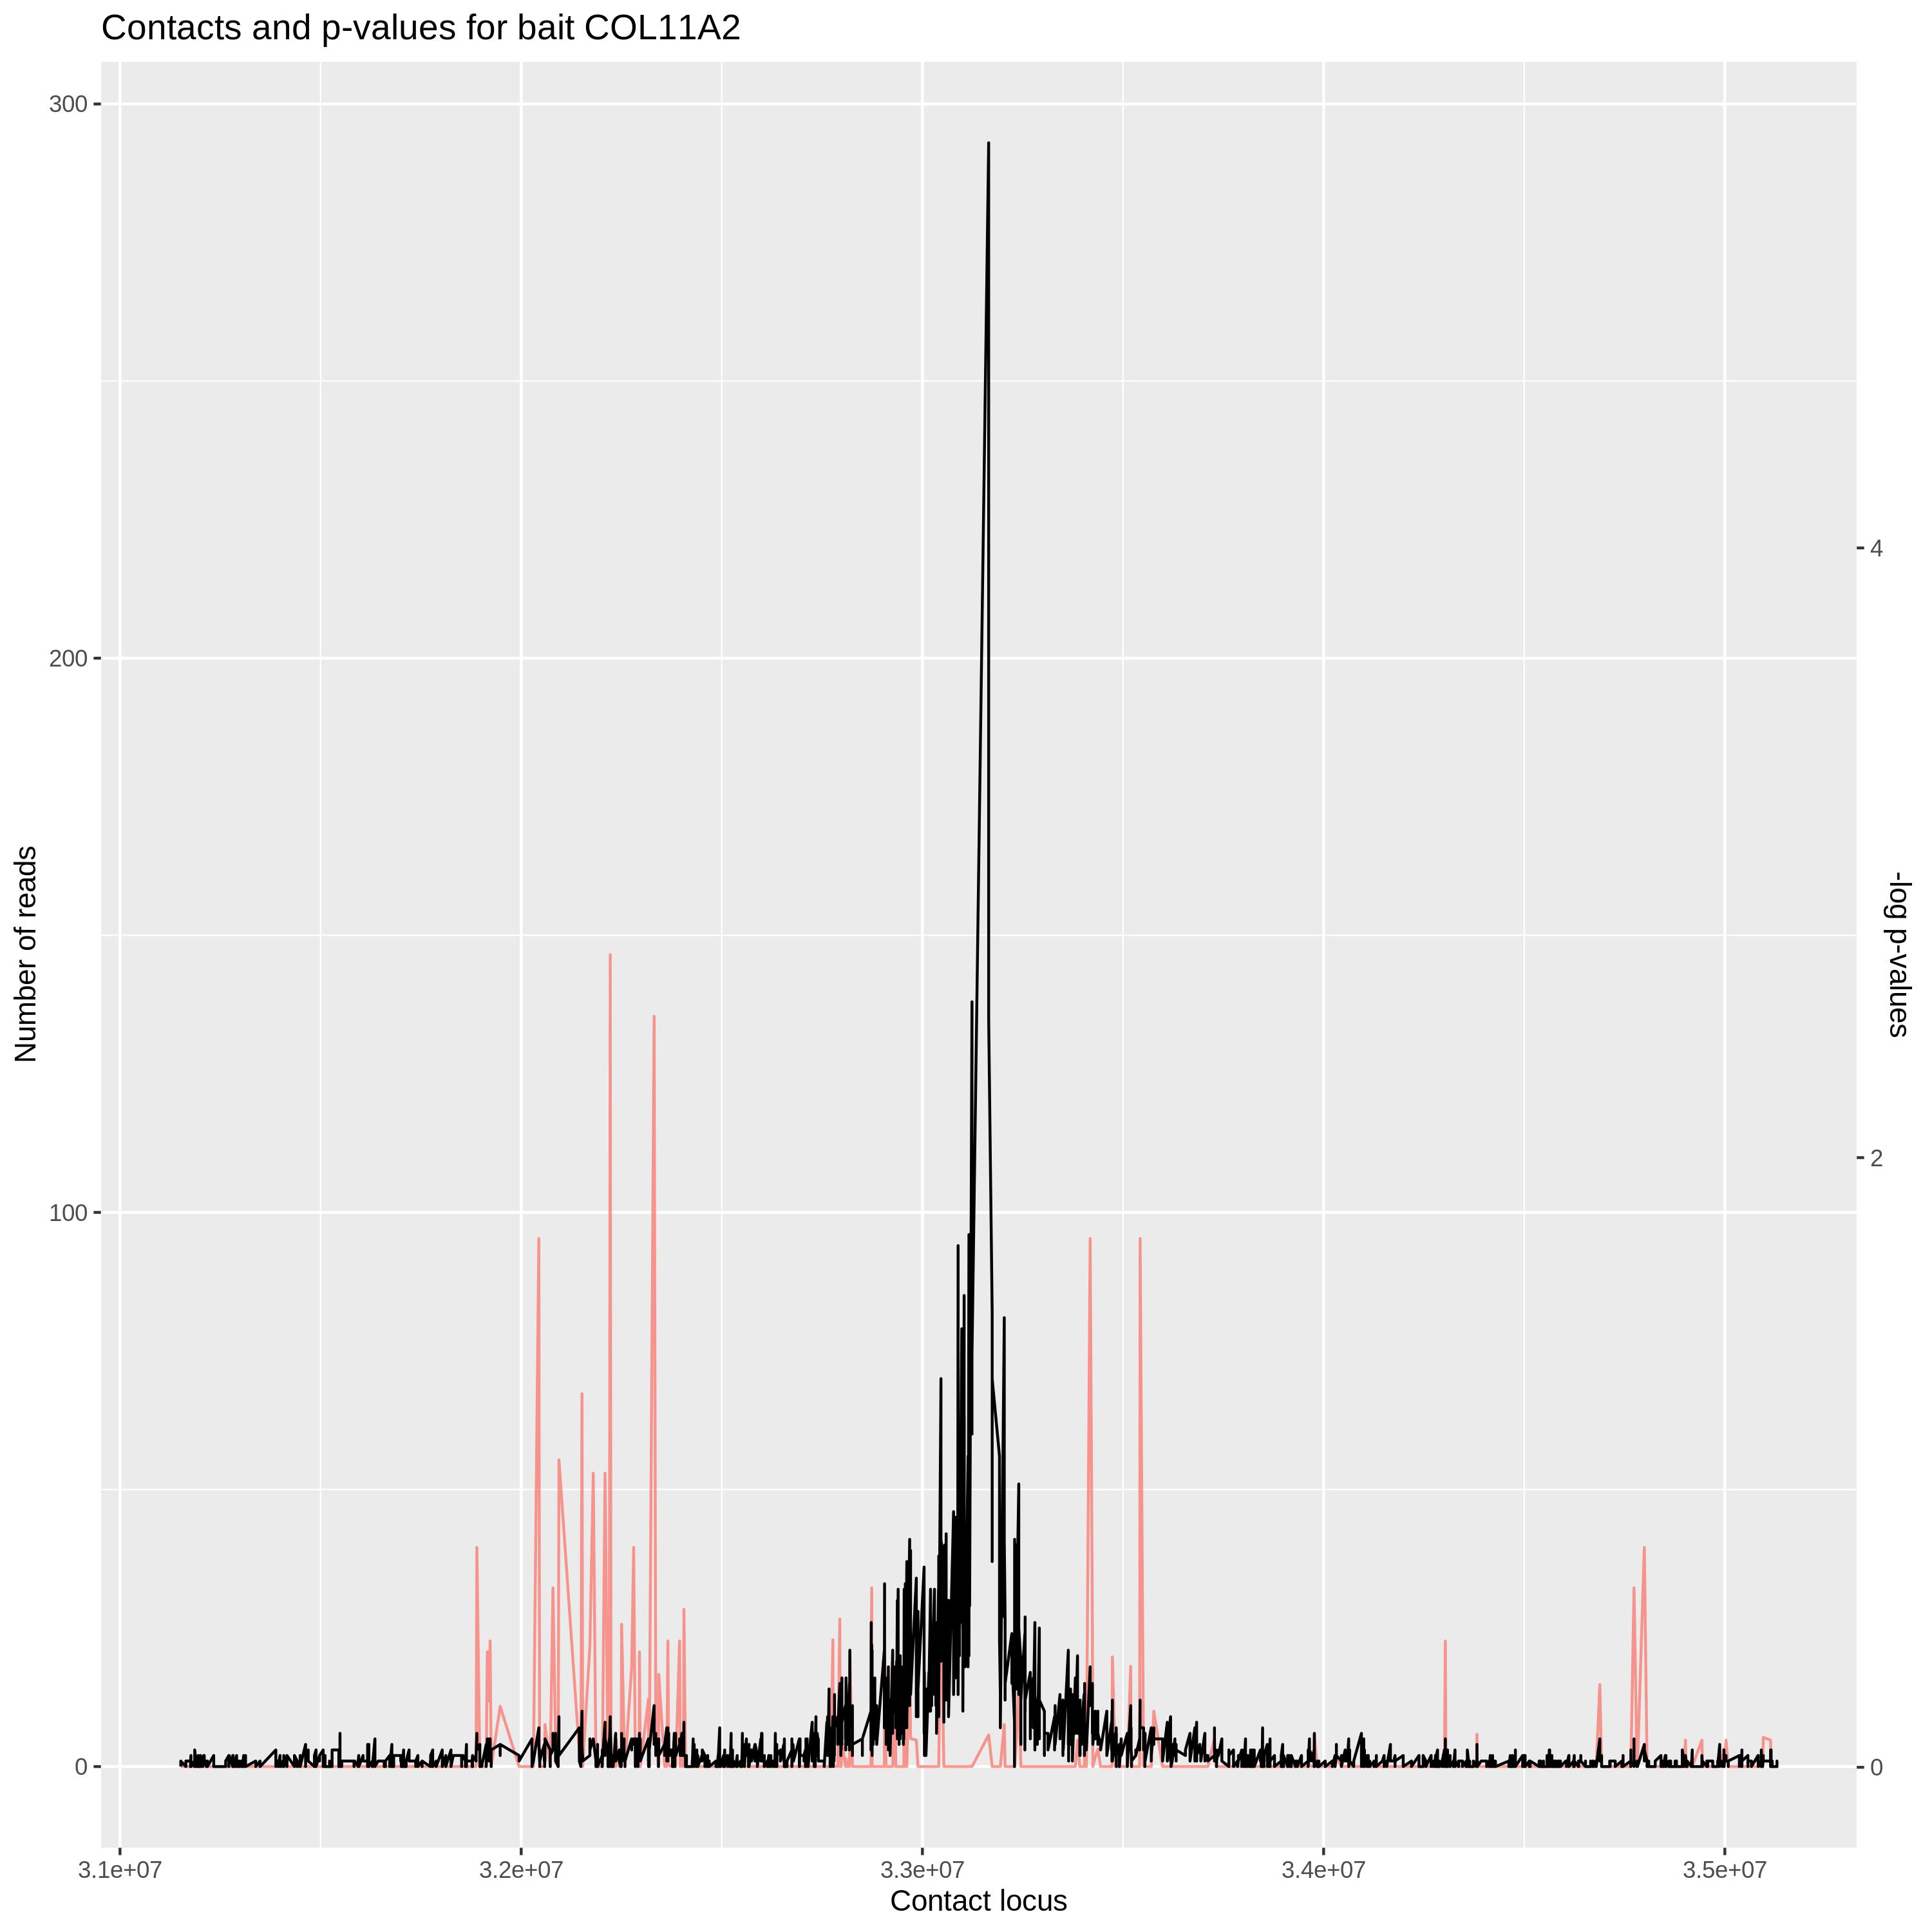 Contacts and p-values for bait COL11A2
300
200
100
0
Number of reads
4
2
0
-log p-values
3.1e+07 3.2e+07 3.3e+07 3.4e+07 3.5e+07
Contact locus